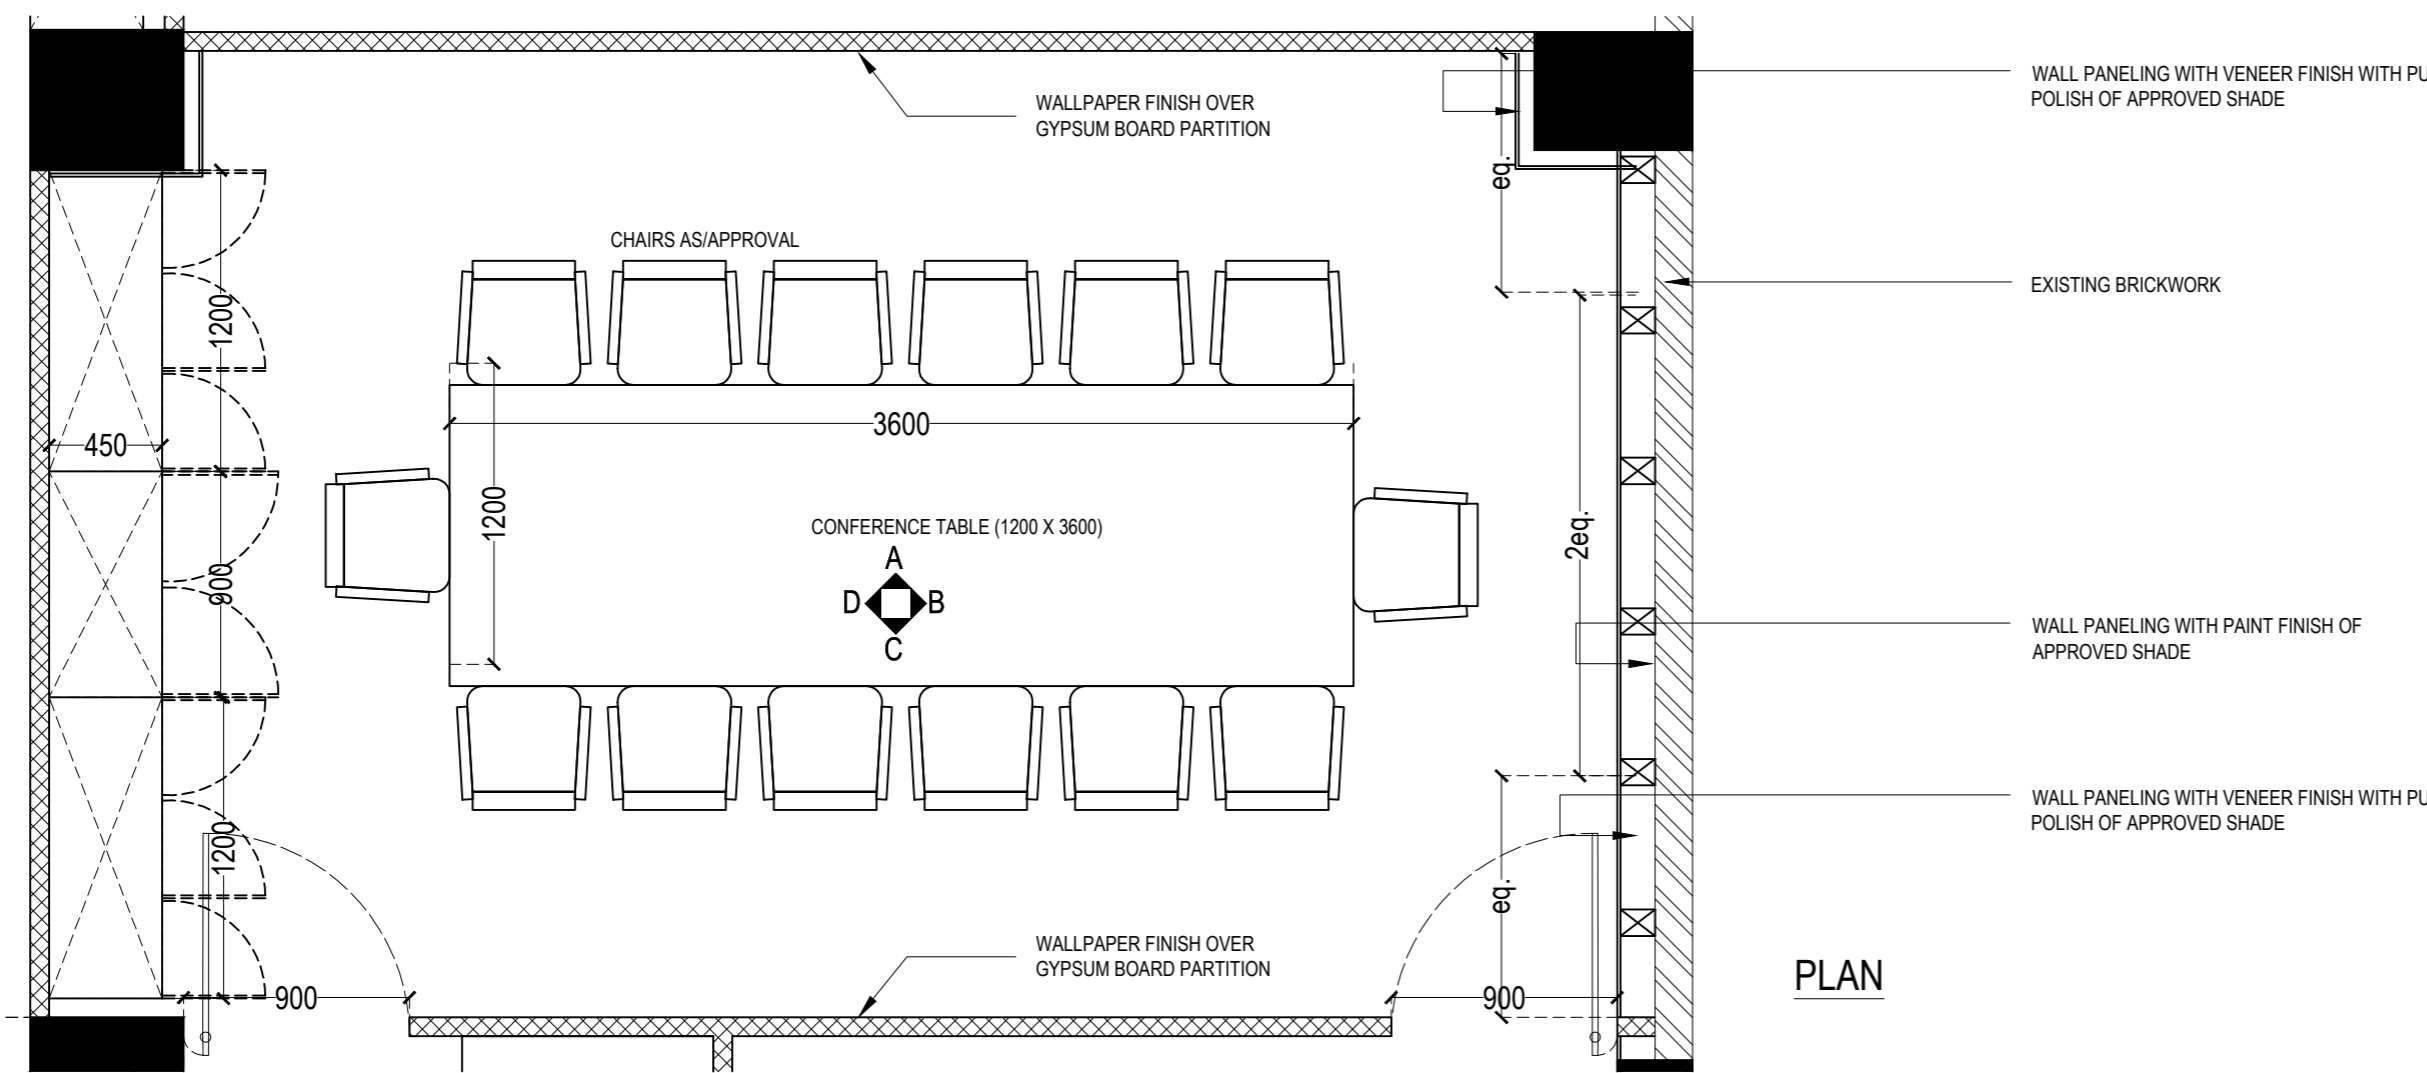 WALL PANELING WITH VENEER FINISH WITH PU
POLISH OF APPROVED SHADE
WALLPAPER FINISH OVER
GYPSUM BOARD PARTITION
eq.
CHAIRS AS/APPROVAL
EXISTING BRICKWORK
1200
3600
450
1200
2eq.
CONFERENCE TABLE (1200 X 3600)
A
D B
C
900
WALL PANELING WITH PAINT FINISH OF
APPROVED SHADE
WALL PANELING WITH VENEER FINISH WITH PU
POLISH OF APPROVED SHADE
1200
eq.
WALLPAPER FINISH OVER
GYPSUM BOARD PARTITION
900
900
PLAN